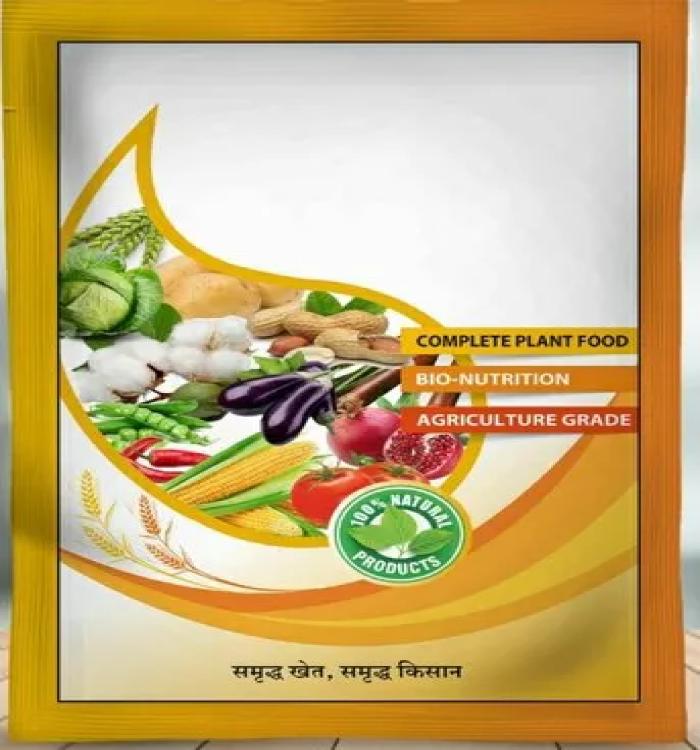 COMPLETE PLANT FOOD
BIO-NUTRITION
AGRICULTURE GRADE
100% NATURAL
PRODUCTS
समृद्ध खेत, समृद्ध किसान